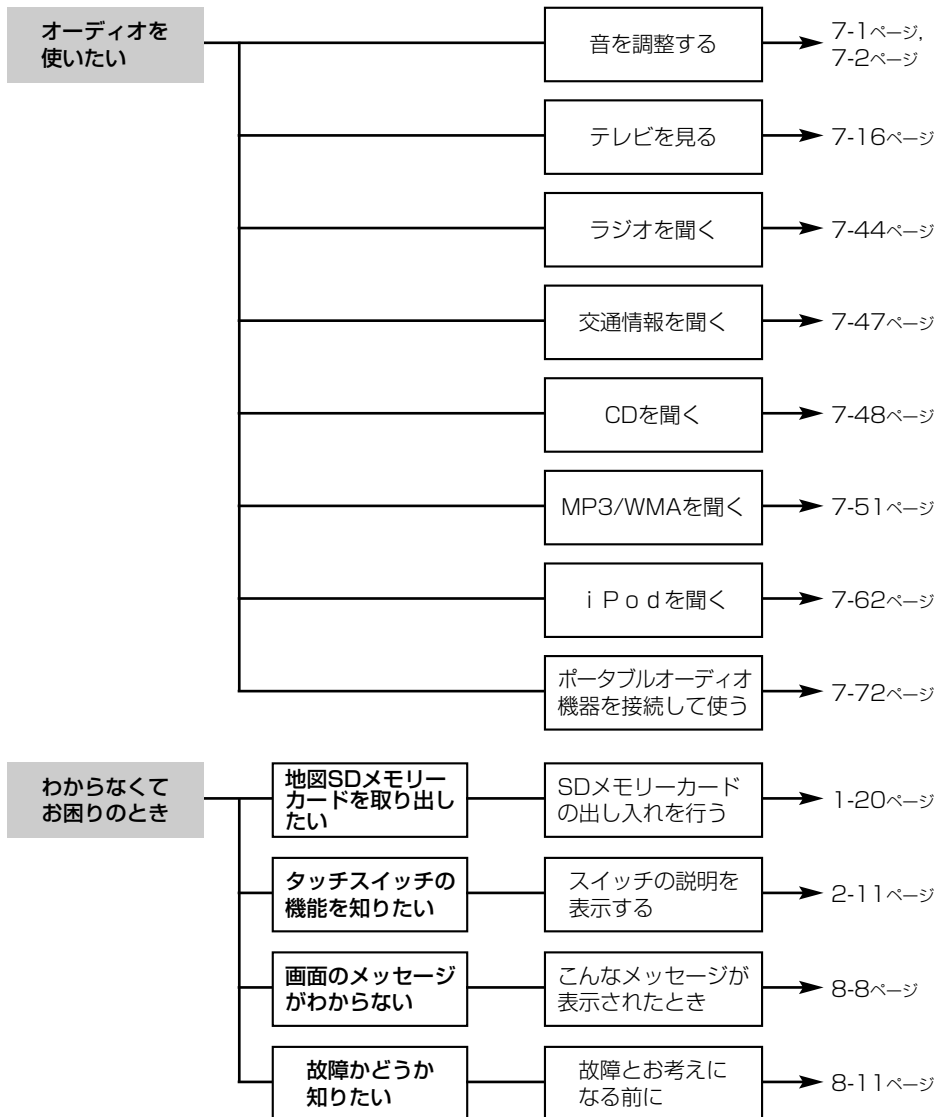 オーディオを
使いたい
音を調整する
7-1ページ,
7-2ページ
テレビを見る
7-16ページ
ラジオを聞く
7-44ページ
交通情報を聞く
7-47ページ
CDを聞く
7-48ページ
MP3/WMAを聞く
7-51ページ
ｉＰｏｄを聞く
7-62ページ
ポータブルオーディオ
機器を接続して使う
7-72ページ
わからなくて
お困りのとき
地図SDメモリー
カードを取り出し
たい
SDメモリーカード
の出し入れを行う
1-20ページ
タッチスイッチの
機能を知りたい
スイッチの説明を
表示する
2-11ページ
画面のメッセージ
がわからない
こんなメッセージが
表示されたとき
8-8ページ
故障かどうか
知りたい
故障とお考えに
なる前に
8-11ページ